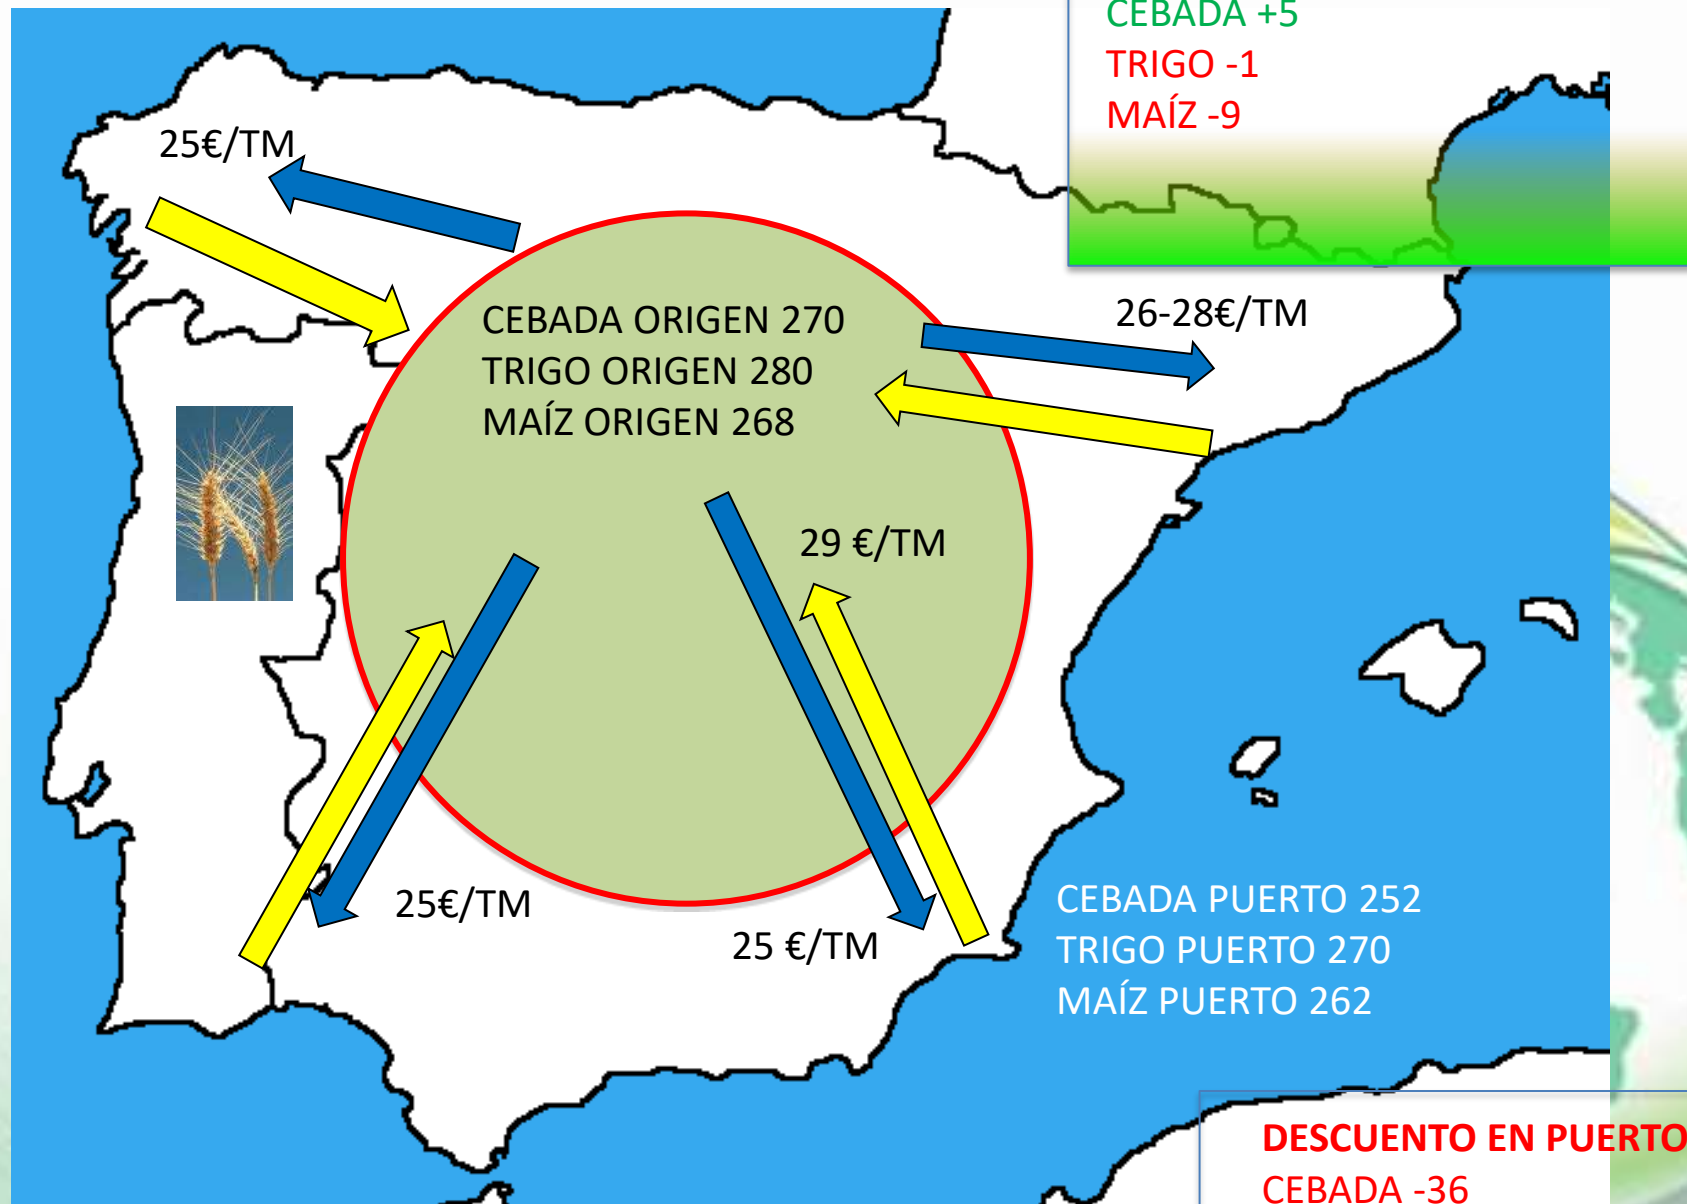 CEBADA +5
TRIGO -1
MAÍZ -9
25€/TM
26-28€/TM
CEBADA ORIGEN 270
TRIGO ORIGEN 280
MAÍZ ORIGEN 268
29 €/TM
25€/TM
25 €/TM
CEBADA PUERTO 252
TRIGO PUERTO 270
MAÍZ PUERTO 262
DESCUENTO EN PUERTO
CEBADA -36